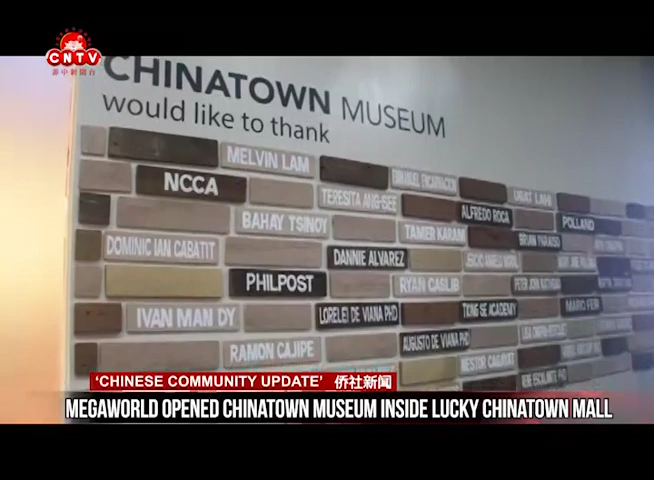 CNTV
菲中新聞台
CHINATOWN MUSEUM
would like to thank
MELVIN LAM
NCCA
TERESITA ANG-SEE
ALFREDO ROCA
POLLAND
BAHAY TSINOY
TAMER KARAM
DOMINIC IAN CABATIT
DANNIE ALVAREZ
PHILPOST
RYAN CASLIB
IVAN MAN DY
LORELEI DE VIANA PHD
TIONG SE ACADEMY
MARIO FEIR
RAMON CAJIPE
AUGUSTO DE VIANA PHD
NESTOR CANGAYAT
'CHINESE COMMUNITY UPDATE' 侨社新闻
MEGAWORLD OPENED CHINATOWN MUSEUM INSIDE LUCKY CHINATOWN MALL